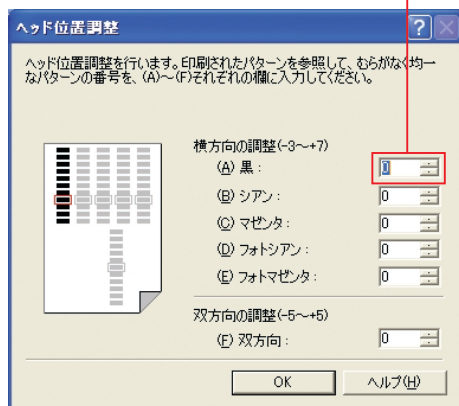 ヘッド位置調整
ヘッド位置調整を行います。印刷されたパターンを参照して、むらがなく均一
なパターンの番号を、(A)～(F)それぞれの欄に入力してください。
横方向の調整(-3～+7)
(A) 黒 : 0
(B) シアン : 0
(C) マゼンタ : 0
(D) フォトシアン : 0
(E) フォトマゼンタ : 0
双方向の調整(-5～+5)
(F) 双方向 : 0
OK ヘルプ(H)